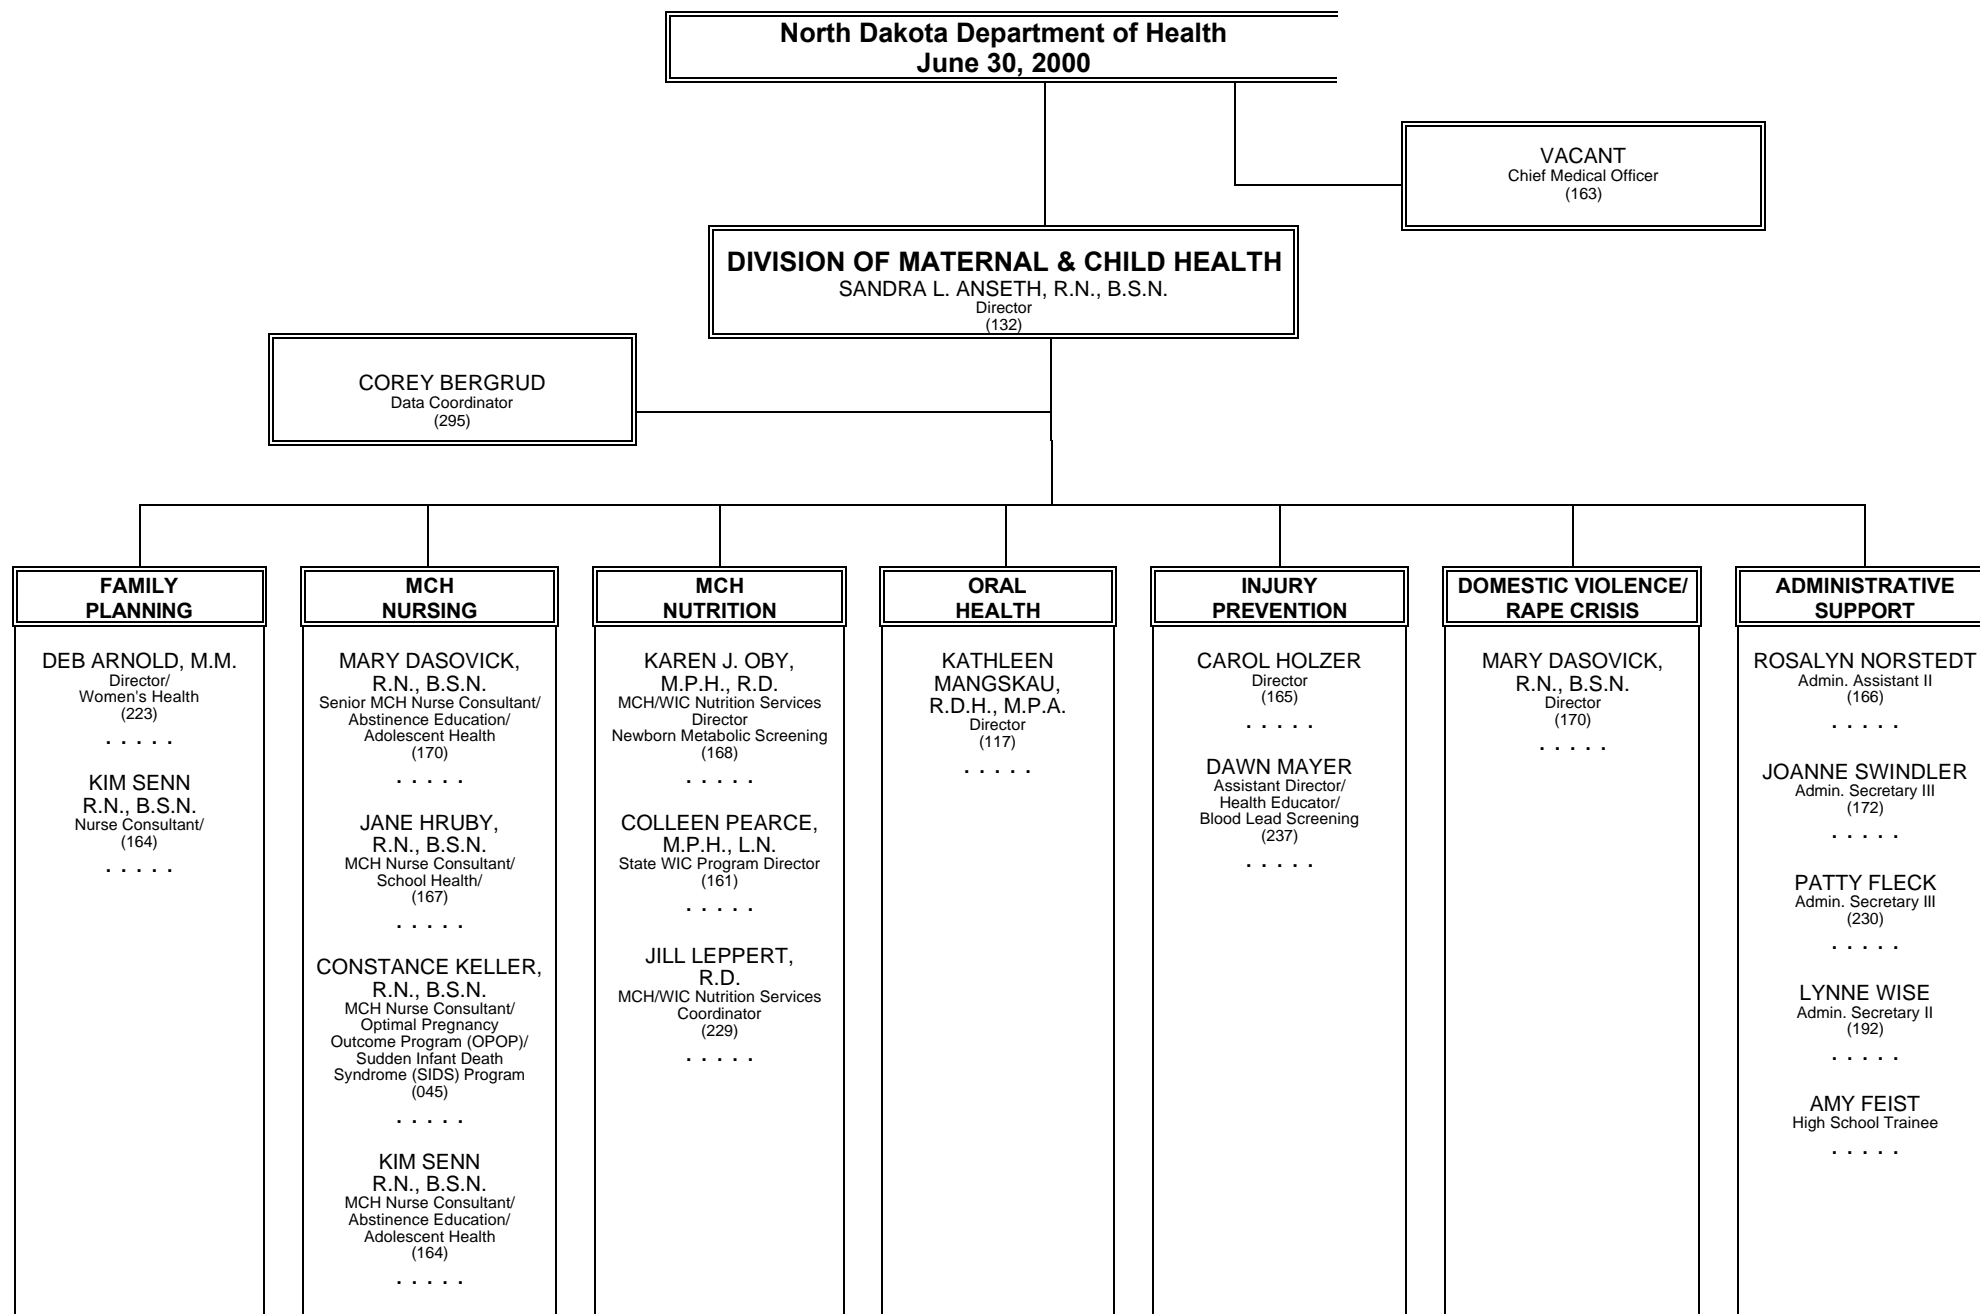 North Dakota Department of Health
June 30, 2000
VACANT
Chief Medical Officer
(163)
DIVISION OF MATERNAL & CHILD HEALTH
SANDRA L. ANSETH, R.N., B.S.N.
Director
(132)
COREY BERGRUD
Data Coordinator
(295)
FAMILY
PLANNING
DEB ARNOLD, M.M.
Director/
Women's Health
(223)
. . . . .
KIM SENN
R.N., B.S.N.
Nurse Consultant/
(164)
. . . . .
MCH
NURSING
MARY DASOVICK,
R.N., B.S.N.
Senior MCH Nurse Consultant/
Abstinence Education/
Adolescent Health
(170)
. . . . .
JANE HRUBY,
R.N., B.S.N.
MCH Nurse Consultant/
School Health/
(167)
. . . . .
CONSTANCE KELLER,
R.N., B.S.N.
MCH Nurse Consultant/
Optimal Pregnancy
Outcome Program (OPOP)/
Sudden Infant Death
Syndrome (SIDS) Program
(045)
. . . . .
KIM SENN
R.N., B.S.N.
MCH Nurse Consultant/
Abstinence Education/
Adolescent Health
(164)
. . . . .
MCH
NUTRITION
KAREN J. OBY,
M.P.H., R.D.
MCH/WIC Nutrition Services
Director
Newborn Metabolic Screening
(168)
. . . . .
COLLEEN PEARCE,
M.P.H., L.N.
State WIC Program Director
(161)
. . . . .
JILL LEPPERT,
R.D.
MCH/WIC Nutrition Services
Coordinator
(229)
. . . . .
ORAL
HEALTH
KATHLEEN
MANGSKAU,
R.D.H., M.P.A.
Director
(117)
. . . . .
INJURY
PREVENTION
CAROL HOLZER
Director
(165)
. . . . .
DAWN MAYER
Assistant Director/
Health Educator/
Blood Lead Screening
(237)
. . . . .
DOMESTIC VIOLENCE/
RAPE CRISIS
MARY DASOVICK,
R.N., B.S.N.
Director
(170)
. . . . .
ADMINISTRATIVE
SUPPORT
ROSALYN NORSTEDT
Admin. Assistant II
(166)
. . . . .
JOANNE SWINDLER
Admin. Secretary III
(172)
. . . . .
PATTY FLECK
Admin. Secretary III
(230)
. . . . .
LYNNE WISE
Admin. Secretary II
(192)
. . . . .
AMY FEIST
High School Trainee
. . . . .